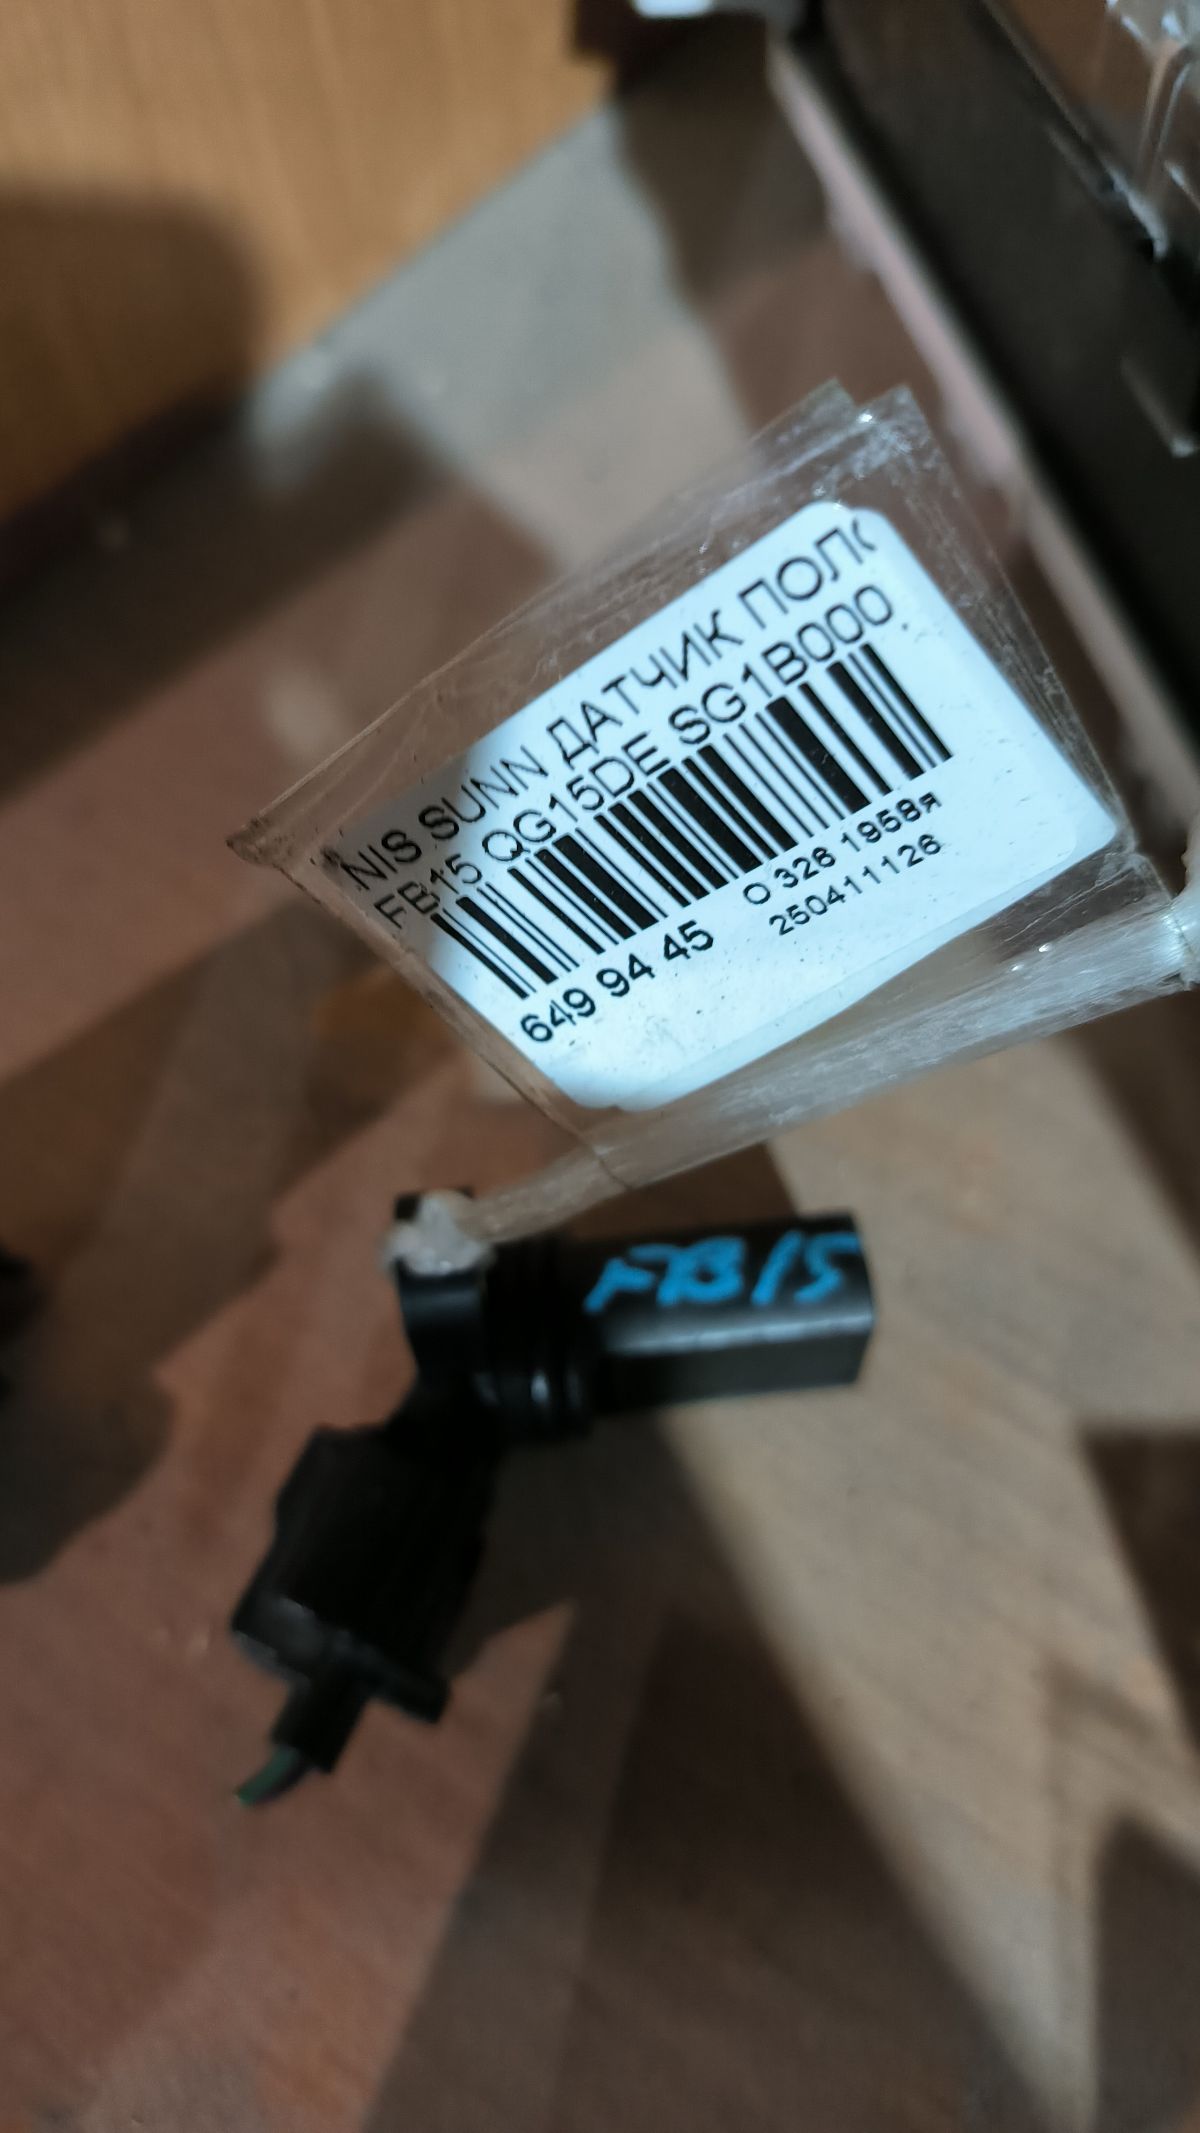 NIS SUNN ДАТЧИК ПОЛ
FB15 QG15DE SG1B000
649 94 45
О 326 1958я
250411126
FB15